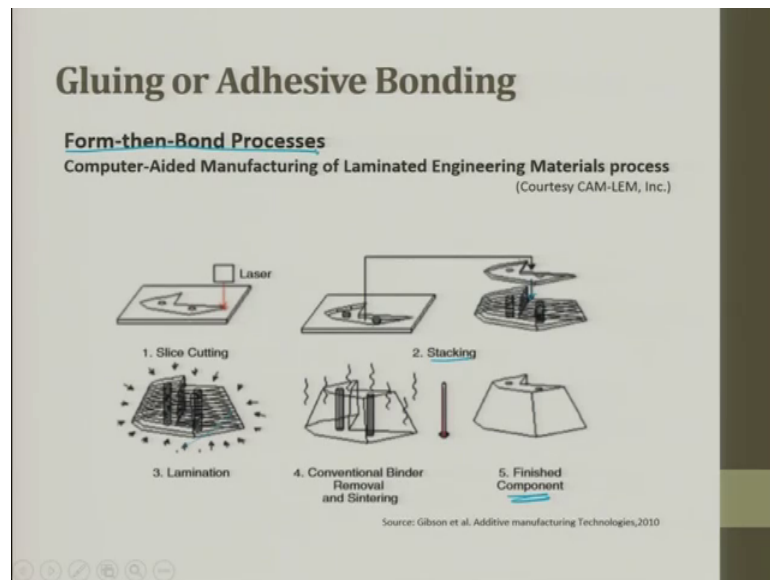 Gluing or Adhesive Bonding
Form-then-Bond Processes
Computer-Aided Manufacturing of Laminated Engineering Materials process
(Courtesy CAM-LEM, Inc.)
Laser
1. Slice Cutting
2. Stacking
3. Lamination
4. Conventional Binder
Removal
and Sintering
5. Finished
Component
Source: Gibson et al. Additive manufacturing Technologies,2010